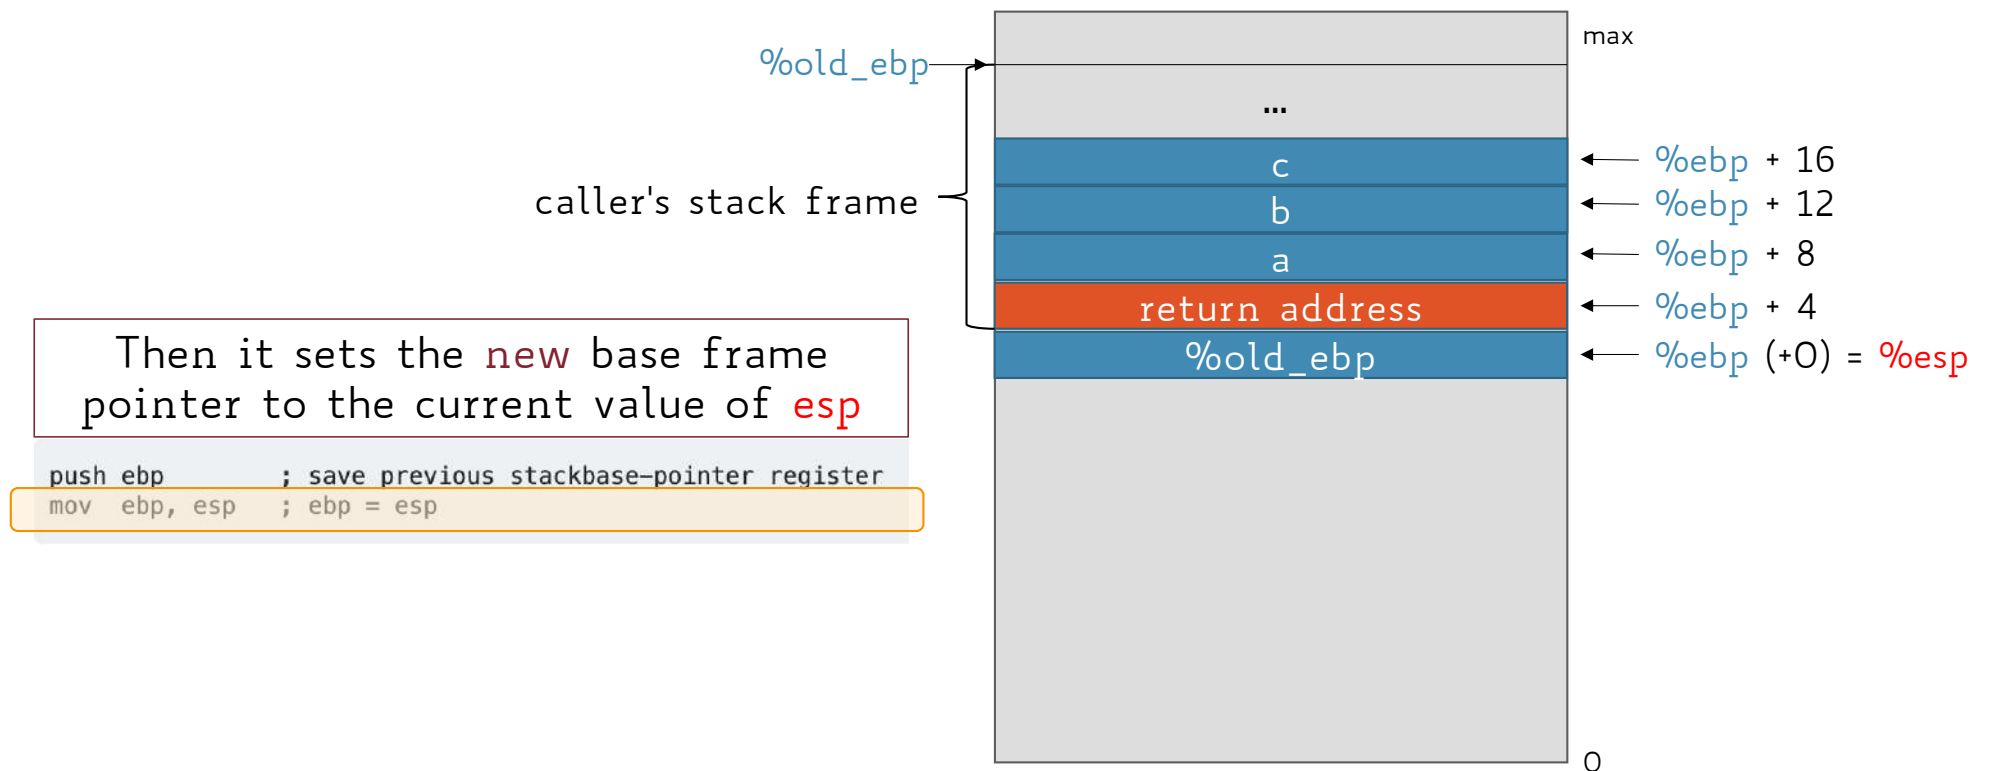 max
%old_ebp
...
c
%ebp + 16
caller's stack frame
b
%ebp + 12
a
%ebp + 8
return address
%ebp + 4
%old_ebp
%ebp (+0) = %esp
Then it sets the new base frame
pointer to the current value of esp
push ebp        ; save previous stackbase-pointer register
mov  ebp, esp   ; ebp = esp
0